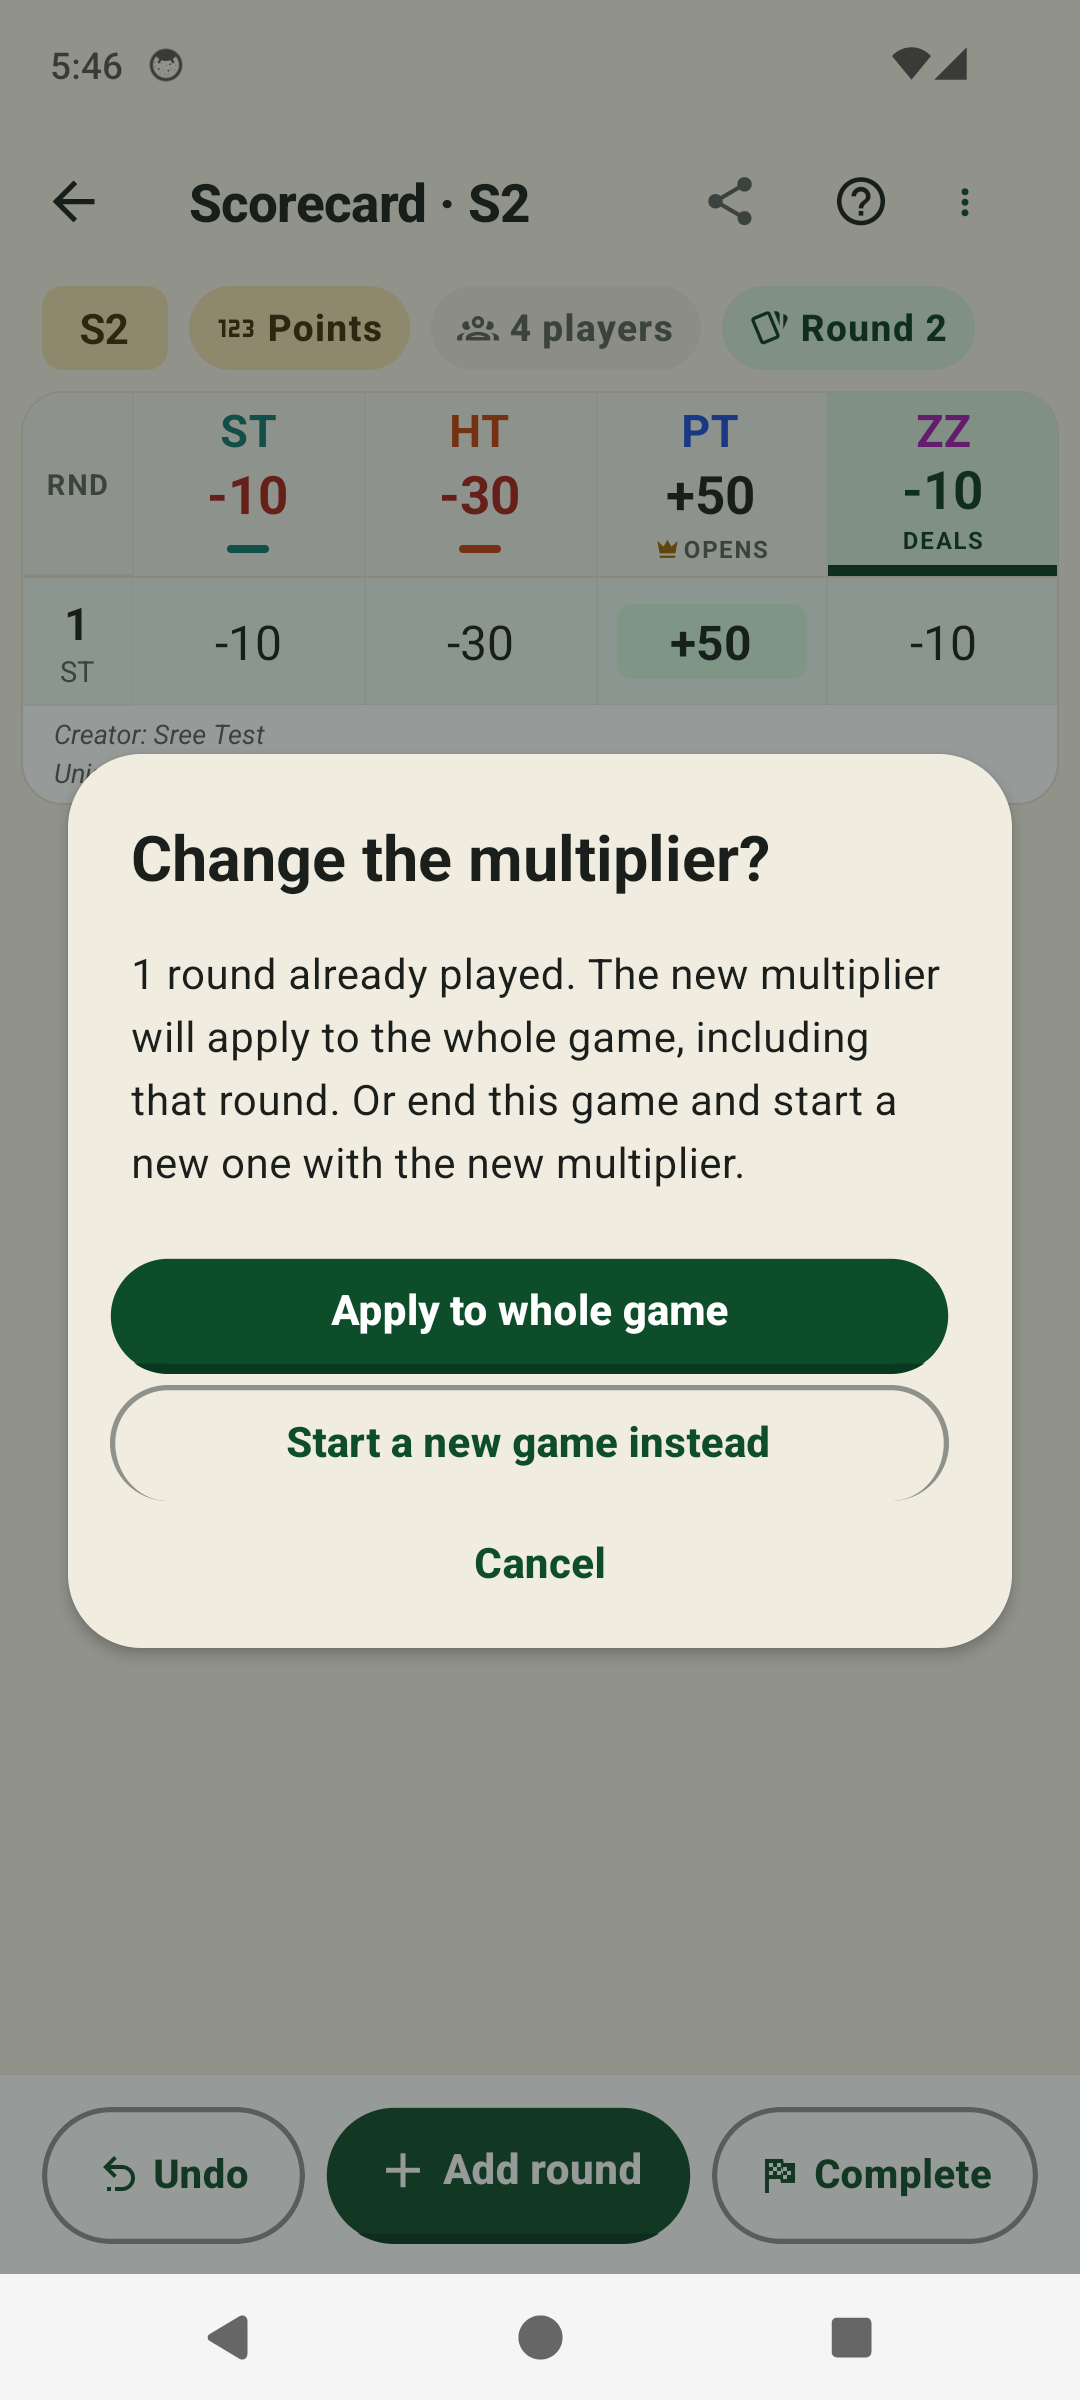 5:46
Scorecard · S2
S2
123 Points
4 players
Round 2
RND
ST
HT
PT
ZZ
-10
-30
+50
-10
OPENS
DEALS
1
ST
-10
-30
+50
-10
Creator: Sree Test
Change the multiplier?
1 round already played. The new multiplier
will apply to the whole game, including
that round. Or end this game and start a
new one with the new multiplier.
Apply to whole game
Start a new game instead
Cancel
Undo
Add round
Complete